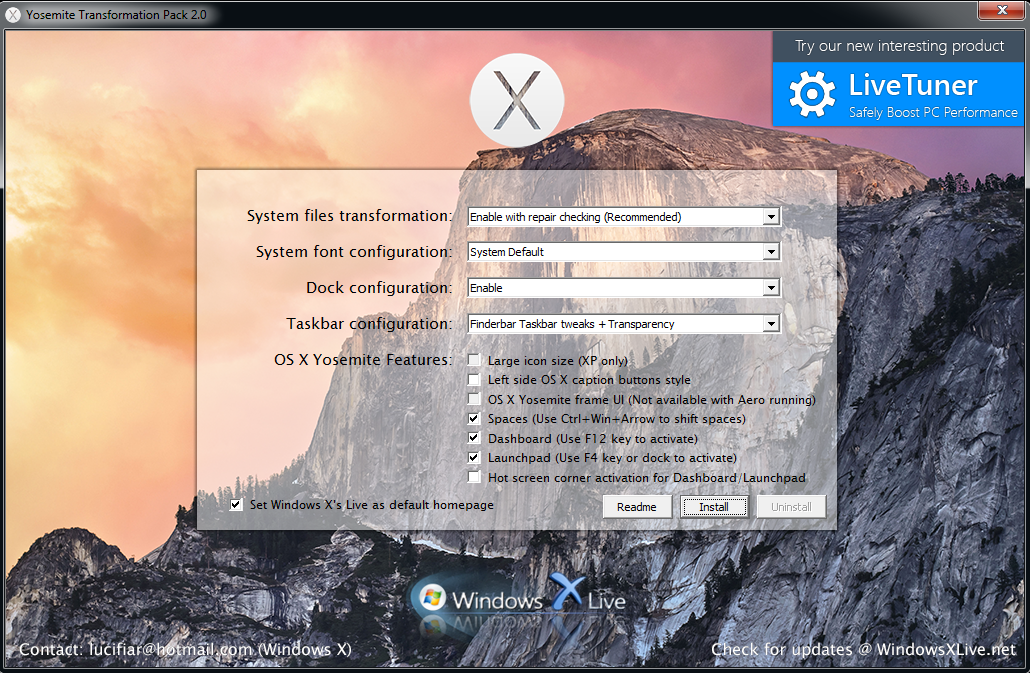 Yosemite Transformation Pack 2.0
Try our new interesting product
LiveTuner
Safely Boost PC Performance
X
System files transformation: Enable with repair checking (Recommended)
System font configuration: System Default
Dock configuration: Enable
Taskbar configuration: Finderbar Taskbar tweaks + Transparency
OS X Yosemite Features: Large icon size (XP only)
Left side OS X caption buttons style
OS X Yosemite frame UI (Not available with Aero running)
Spaces (Use Ctrl+Win+Arrow to shift spaces)
Dashboard (Use F12 key to activate)
Launchpad (Use F4 key or dock to activate)
Hot screen corner activation for Dashboard/Launchpad
Set Windows X's Live as default homepage
Readme Install Uninstall
Windows X Live
Contact: lucifiar@hotmail.com (Windows X) Check for updates @ WindowsXLive.net